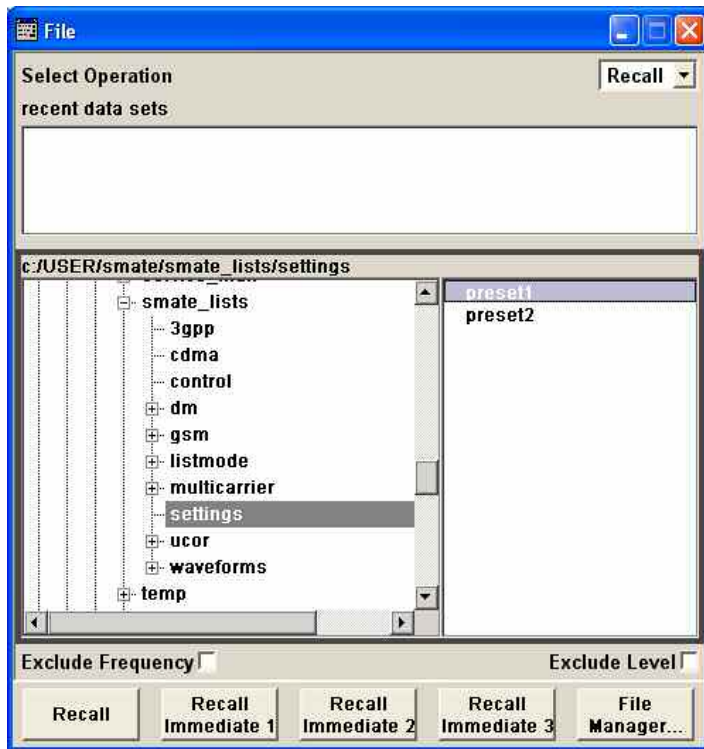 File
Select Operation
Recall
recent data sets
c:/USER/smate/smate_lists/settings
smate_lists
3gpp
cdma
control
dm
gsm
listmode
multicarrier
settings
ucor
waveforms
temp
preset1
preset2
Exclude Frequency
Exclude Level
Recall
Recall
Immediate 1
Recall
Immediate 2
Recall
Immediate 3
File
Manager...